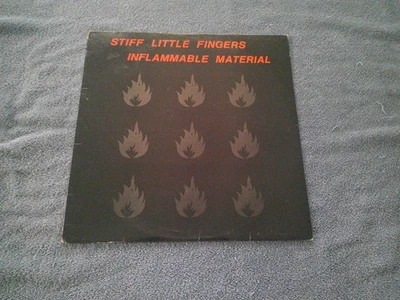 STIFF LITTLE FINGERS
INFLAMMABLE MATERIAL